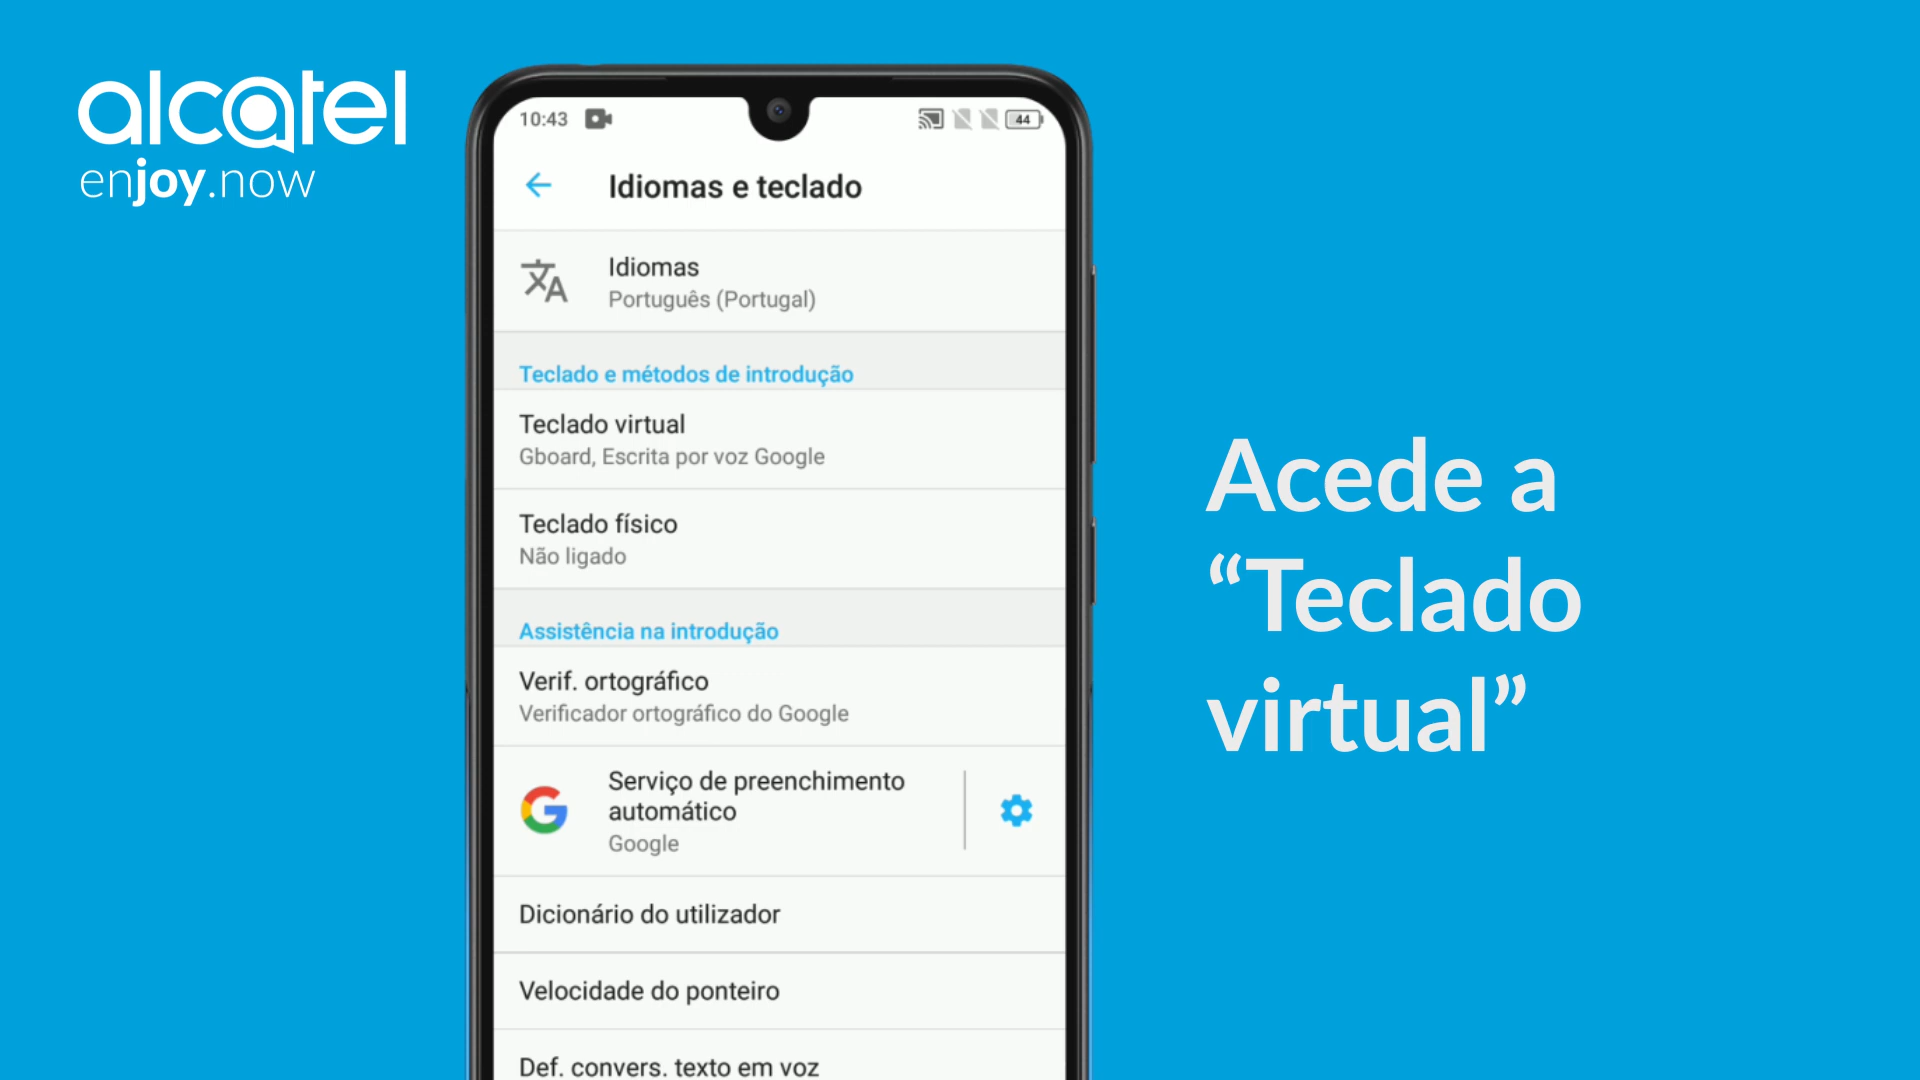 alcatel
enjoy.now
10:43
44
Idiomas e teclado
Idiomas
Português (Portugal)
Teclado e métodos de introdução
Teclado virtual
Gboard, Escrita por voz Google
Teclado físico
Não ligado
Assistência na introdução
Verif. ortográfico
Verificador ortográfico do Google
Serviço de preenchimento
automático
Google
Dicionário do utilizador
Velocidade do ponteiro
Def. convers. texto em voz
Acede a
“Teclado
virtual”